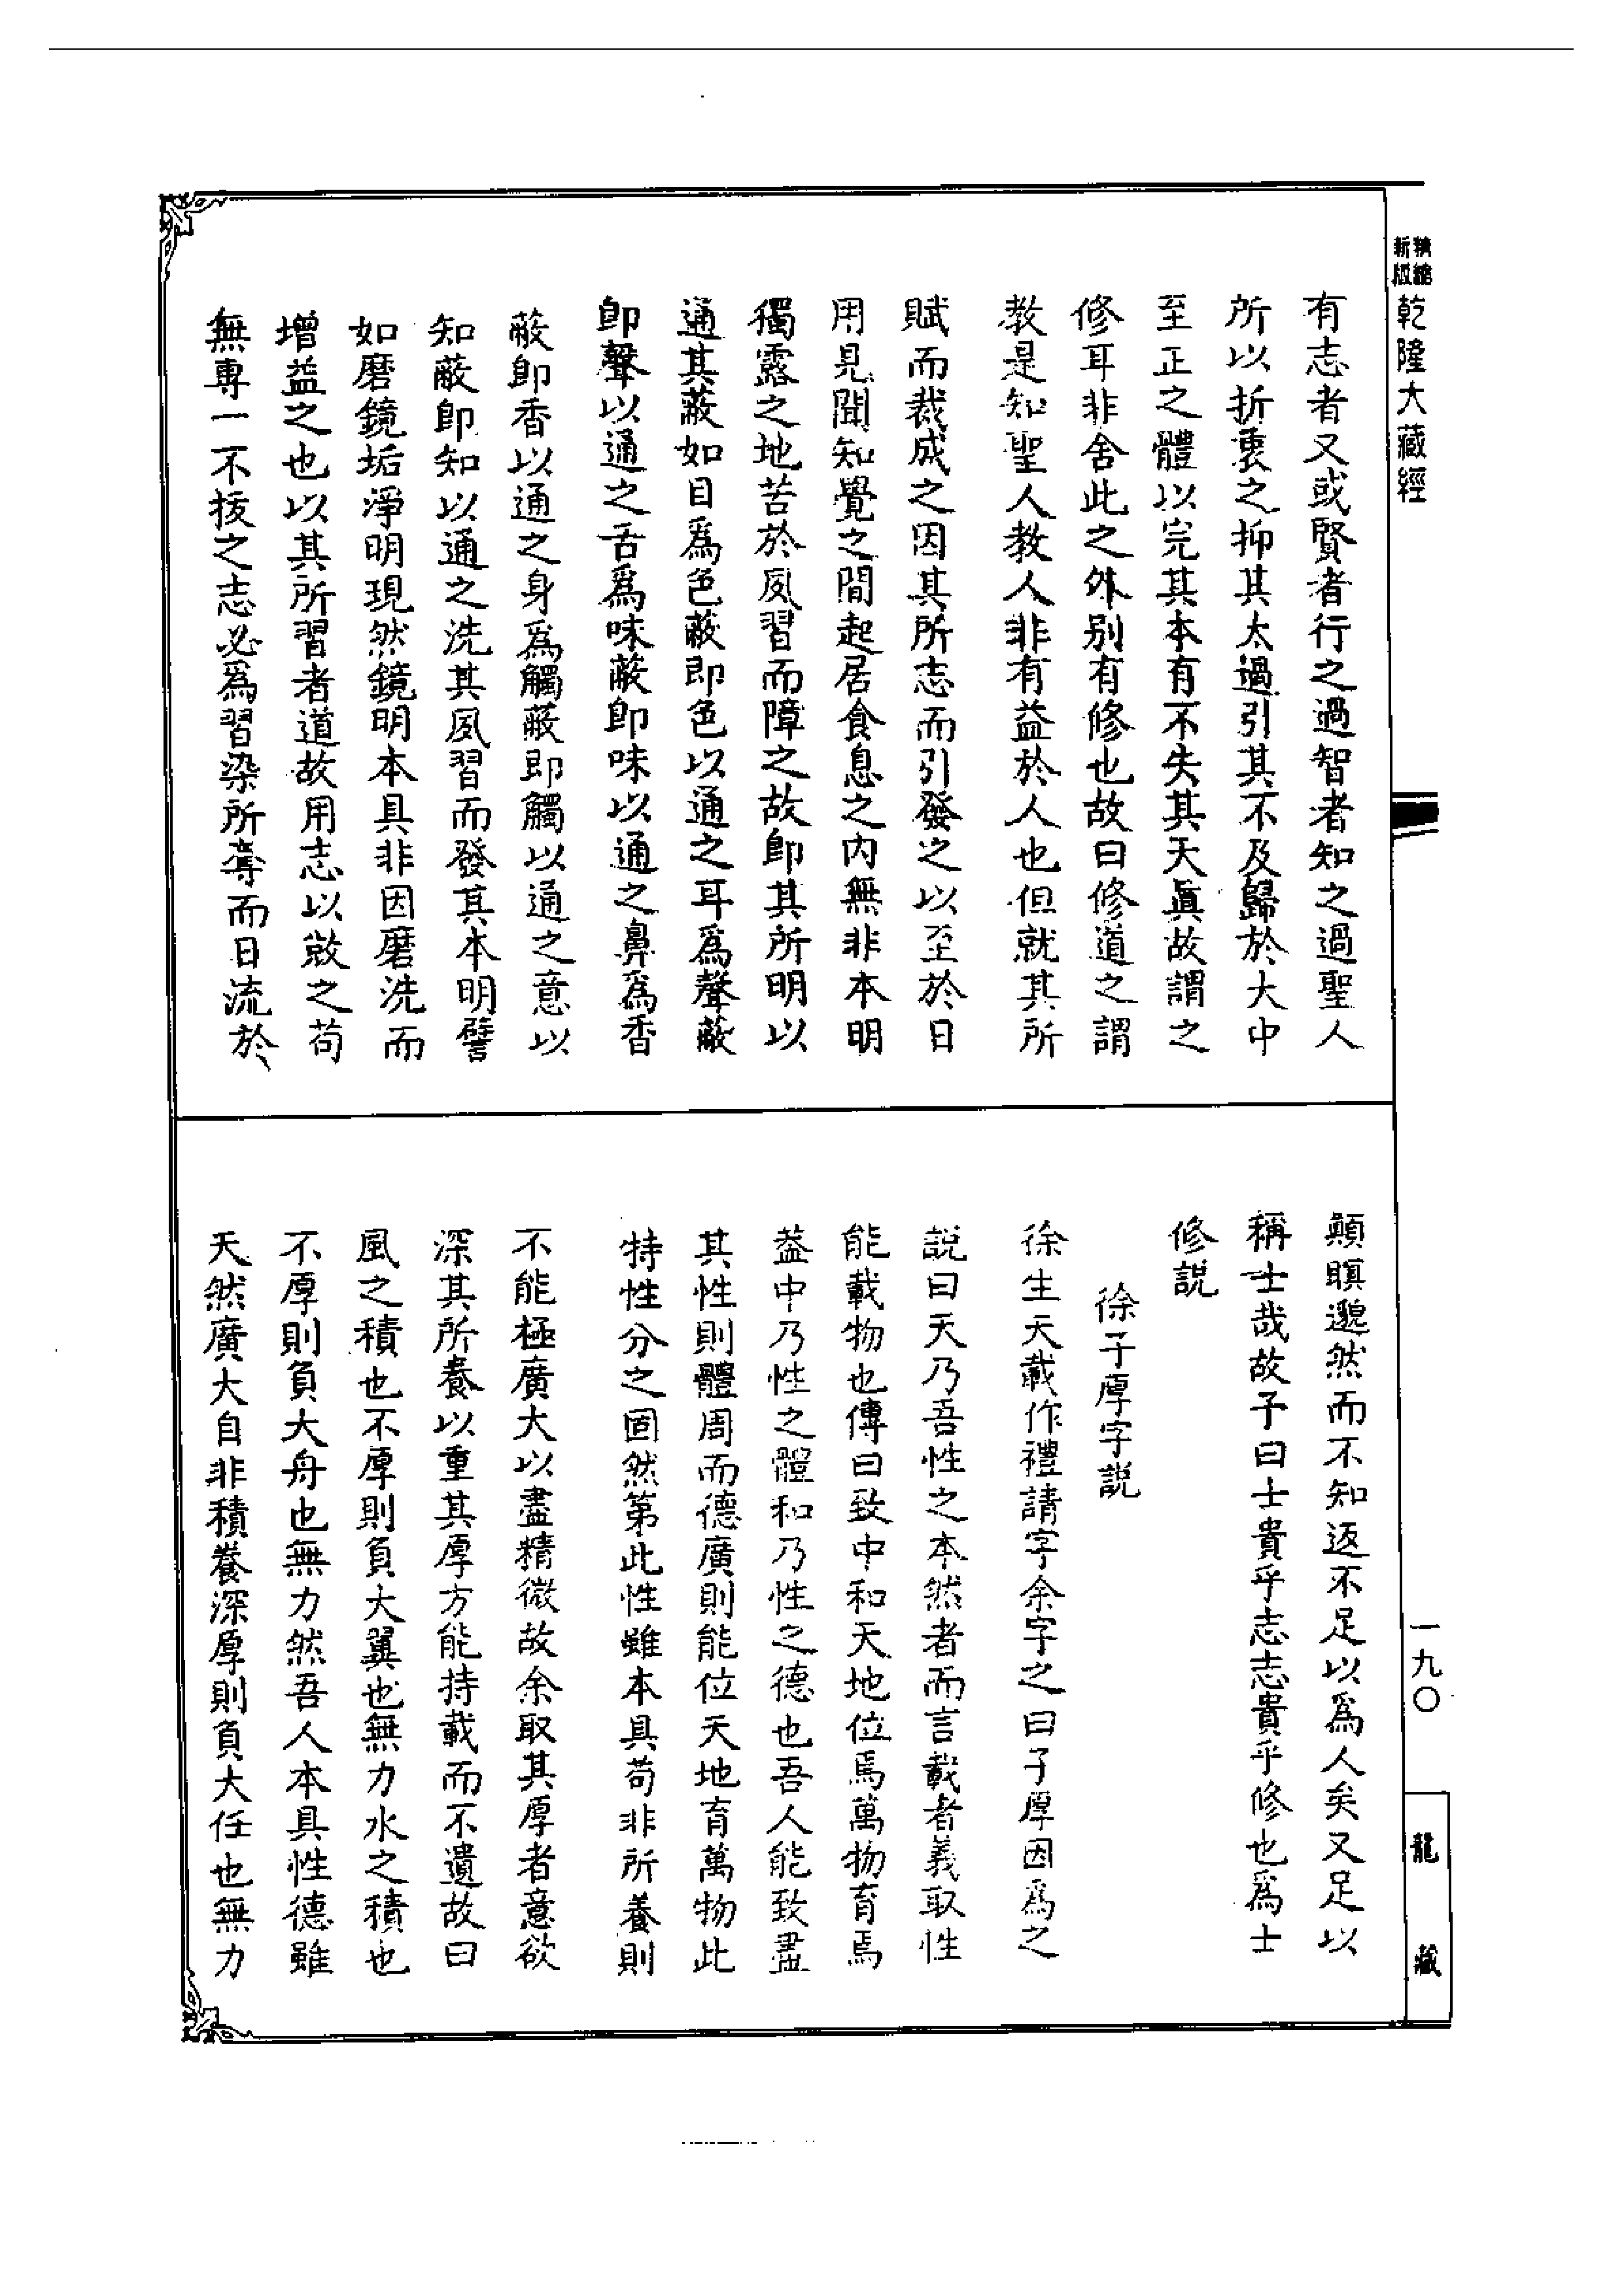 精縮
新版
乾隆大藏經
有志者又或賢者行之過智者知之過聖人
所以折衷之抑其太過引其不及歸於大中
至正之體以完其本有不失其天眞故謂之
修耳非舍此之外別有修也故曰修道之謂
教是知聖人教人非有益於人也但就其所
賦而裁成之因其所志而引發之以至於日
用見聞知覺之間起居食息之内無非本明
獨露之地苦於夙習而障之故卽其所明以
通其蔽如目爲色蔽卽色以通之耳爲聲蔽
卽聲以通之舌爲味蔽卽味以通之鼻爲香
蔽卽香以通之身爲觸蔽卽觸以通之意以
知蔽卽知以通之洗其夙習而發其本明譬
如磨鏡垢淨明現然鏡明本具非因磨洗而
增益之也以其所習者道故用志以敚之苟
無專一不拔之志必爲習染所奪而日流於
顛瞑邈然而不知返不足以爲人矣又足以
稱士哉故予曰士貴乎志志貴乎修也爲士
修説
徐子厚字説
徐生天載作禮請字余字之曰子厚因爲之
説曰天乃吾性之本然者而言載者義取性
能載物也傳曰致中和天地位焉萬物育焉
葢中乃性之體和乃性之德也吾人能致盡
其性則體周而德廣則能位天地育萬物此
特性分之固然第此性雖本具苟非所養則
不能極廣大以盡精微故余取其厚者意欲
深其所養以重其厚方能持載而不遺故曰
風之積也不厚則負大翼也無力水之積也
不厚則負大舟也無力然吾人本具性德雖
天然廣大自非積養深厚則負大任也無力
一九〇
龍藏